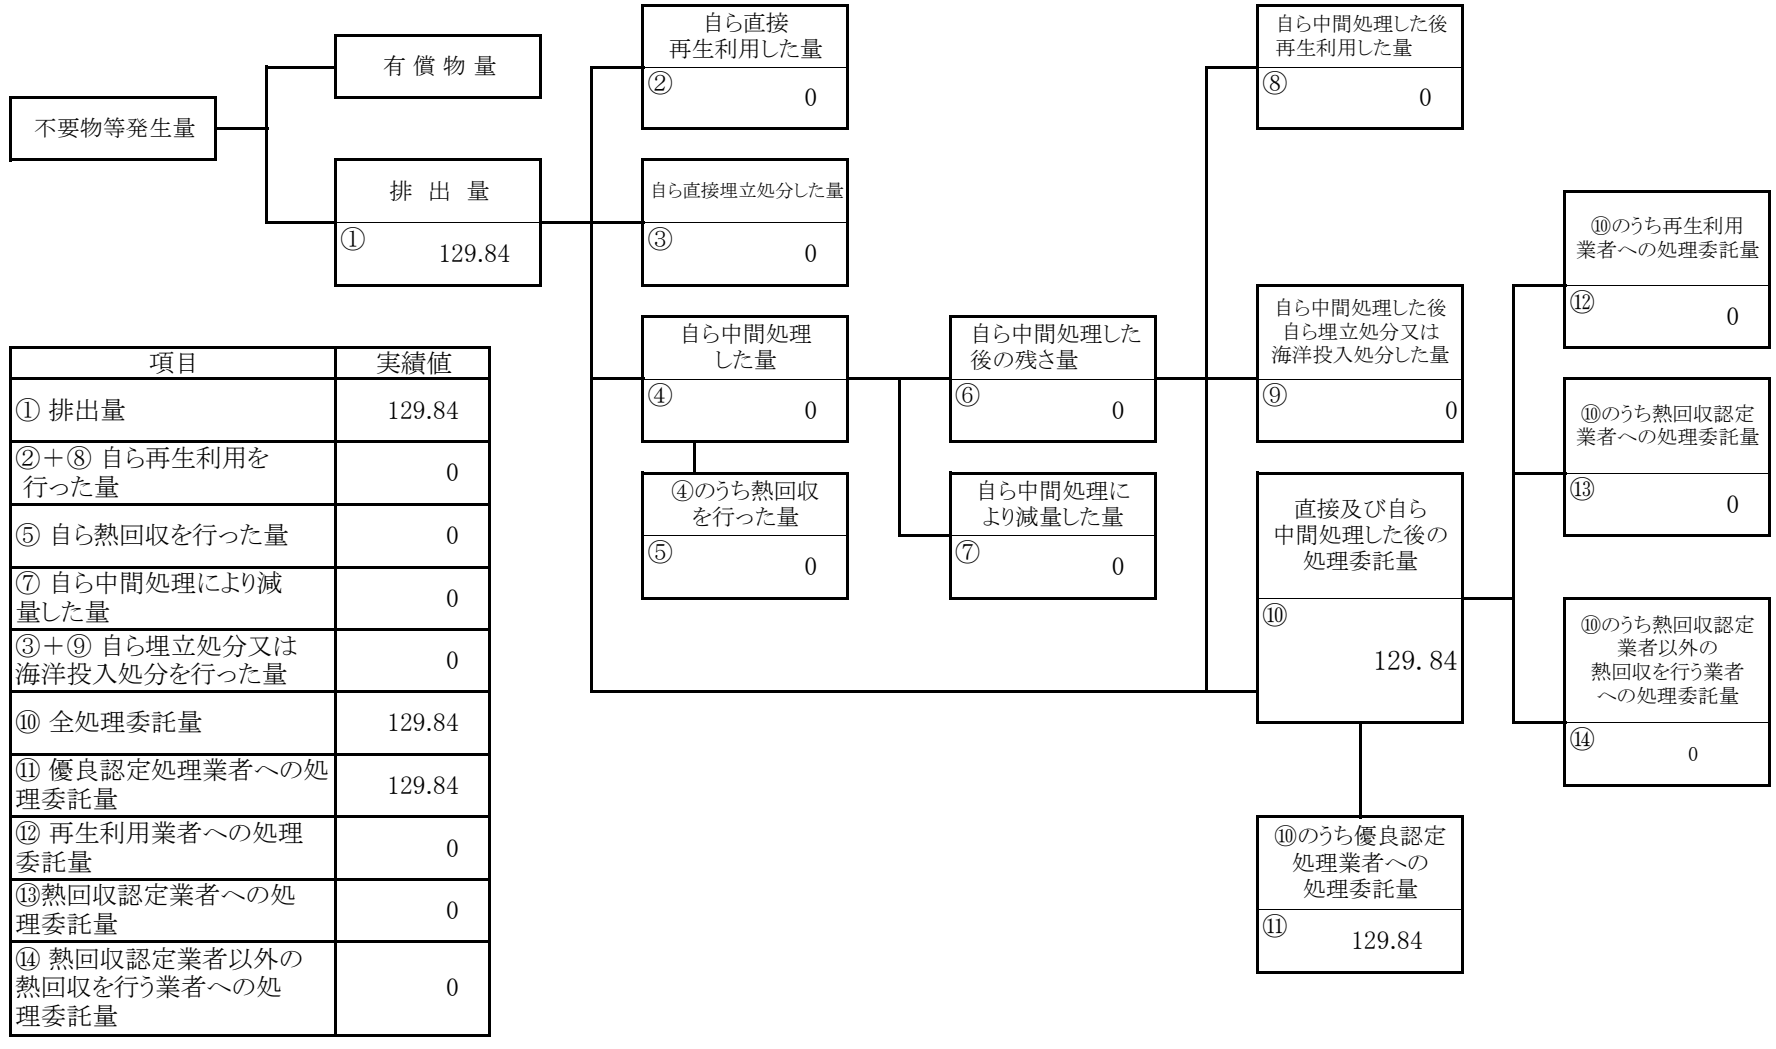 不要物等発生量
有 償 物 量
排 出 量
①
129.84
自ら直接
再生利用した量
②
0
自ら直接埋立処分した量
③
0
自ら中間処理
した量
④
0
④のうち熱回収
を行った量
⑤
0
自ら中間処理した
後の残さ量
⑥
0
自ら中間処理に
より減量した量
⑦
0
自ら中間処理した後
再生利用した量
⑧
0
自ら中間処理した後
自ら埋立処分又は
海洋投入処分した量
⑨
0
直接及び自ら
中間処理した後の
処理委託量
⑩
129.84
⑩のうち優良認定
処理業者への
処理委託量
⑪
129.84
⑩のうち再生利用
業者への処理委託量
⑫
0
⑩のうち熱回収認定
業者への処理委託量
⑬
0
⑩のうち熱回収認定
業者以外の
熱回収を行う業者
への処理委託量
⑭
0
項目 実績値
① 排出量 129.84
②＋⑧ 自ら再生利用を
行った量 0
⑤ 自ら熱回収を行った量 0
⑦ 自ら中間処理により減
量した量 0
③＋⑨ 自ら埋立処分又は
海洋投入処分を行った量 0
⑩ 全処理委託量 129.84
⑪ 優良認定処理業者への処
理委託量 129.84
⑫ 再生利用業者への処理
委託量 0
⑬熱回収認定業者への処
理委託量 0
⑭ 熱回収認定業者以外の
熱回収を行う業者への処
理委託量 0